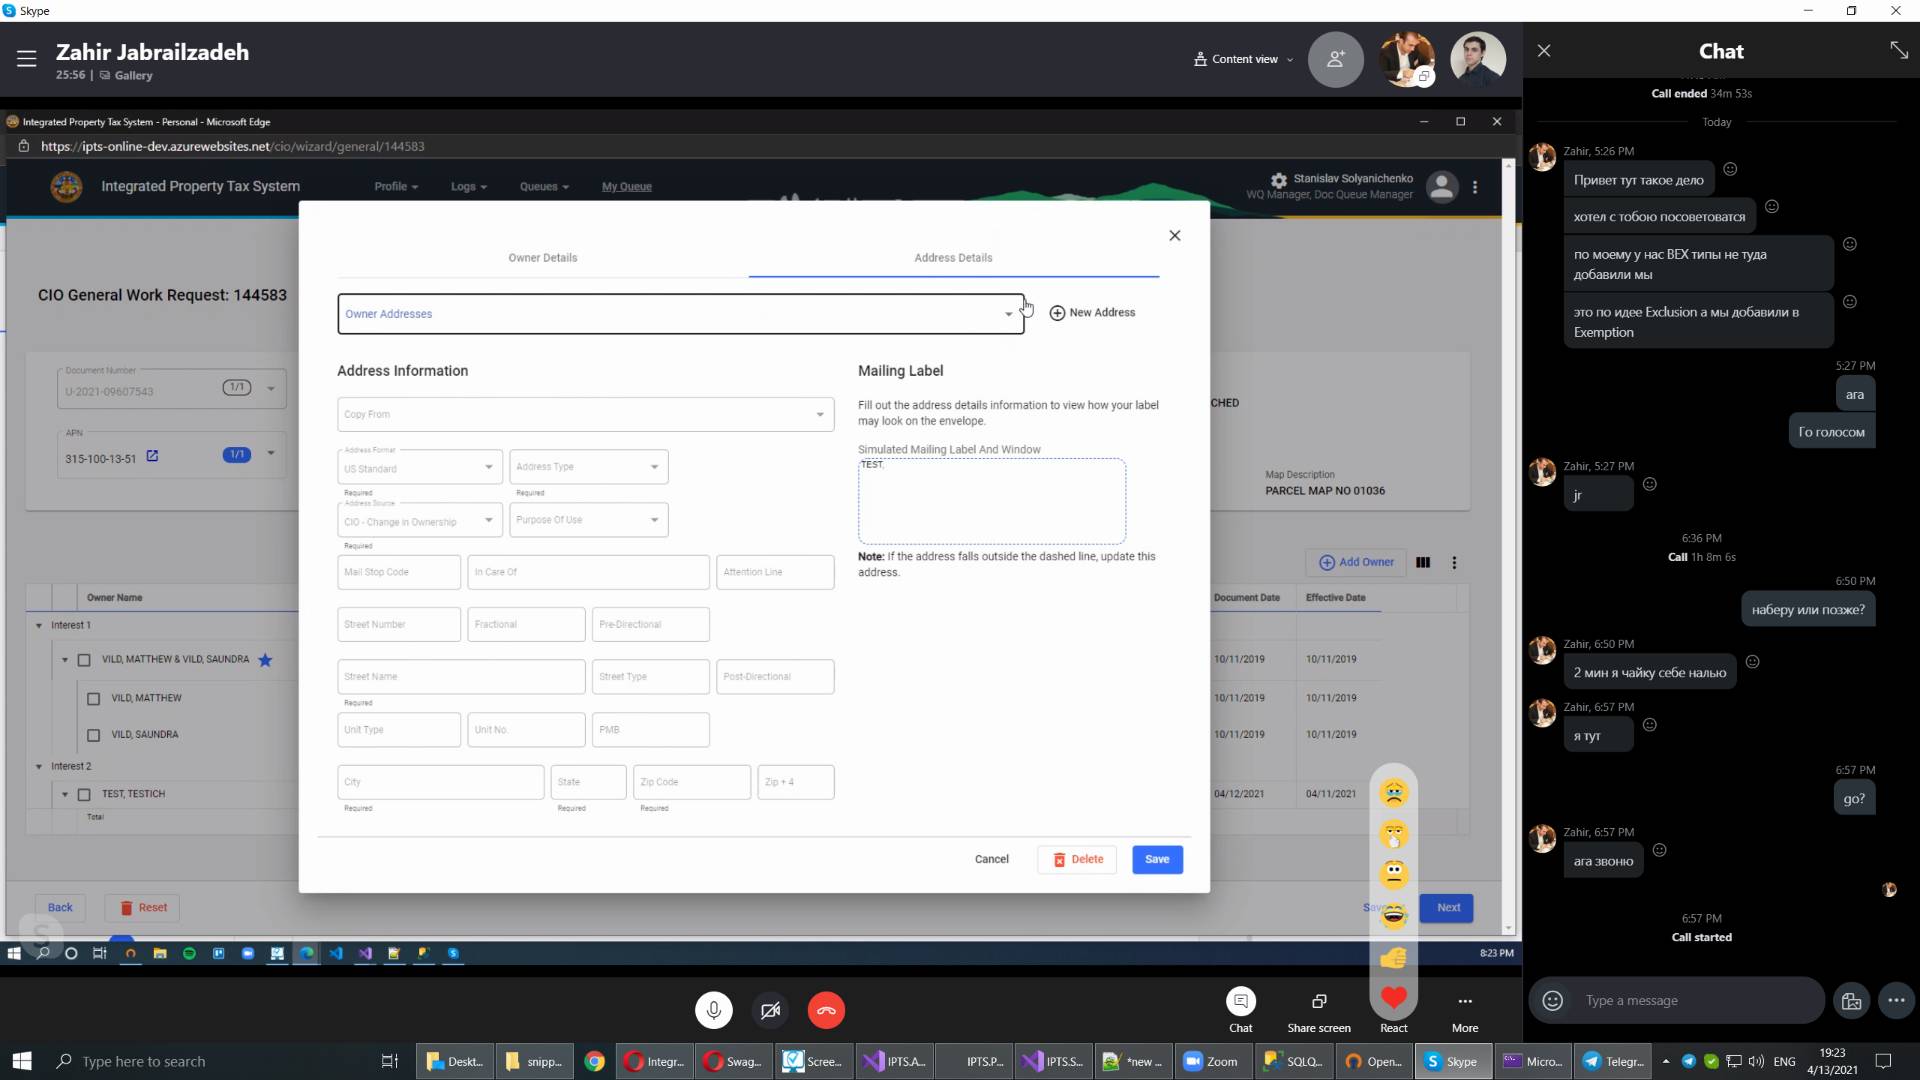 Skype
Zahir Jabrailzadeh
25:56 | Gallery
Content view
Chat
Call ended 34m 53s
Today
Zahir, 5:26 PM
Привет тут такое дело
хотел с тобою посоветоватся
по моему у нас BEX типы не туда
добавили мы
это по идее Exclusion а мы добавили в
Exemption
5:27 PM
ага
Го голосом
Zahir, 5:27 PM
jr
6:36 PM
Call 1h 8m 6s
6:50 PM
наберу или позже?
Zahir, 6:50 PM
2 мин я чайку себе налью
Zahir, 6:57 PM
я тут
6:57 PM
go?
Zahir, 6:57 PM
ага звоню
6:57 PM
Call started
Type a message
Integrated Property Tax System - Personal - Microsoft Edge
https://ipts-online-dev.azurewebsites.net/cio/wizard/general/144583
Integrated Property Tax System
Profile
Logs
Queues
My Queue
Stanislav Solyanichenko
WQ Manager, Doc Queue Manager
CIO General Work Request: 144583
Document Number
U-2021-09607543
1/1
APN
315-100-13-51
1/1
Owner Name
Interest 1
VILD, MATTHEW & VILD, SAUNDRA
VILD, MATTHEW
VILD, SAUNDRA
Interest 2
TEST, TESTICH
Total
Back
Reset
Owner Details
Address Details
Owner Addresses
New Address
Address Information
Copy From
Address Format
US Standard
Required
Address Type
Required
Address Source
CIO - Change in Ownership
Required
Purpose Of Use
Mail Stop Code
In Care Of
Attention Line
Street Number
Fractional
Pre-Directional
Street Name
Required
Street Type
Post-Directional
Unit Type
Unit No.
PMB
City
Required
State
Required
Zip Code
Required
Zip + 4
Mailing Label
Fill out the address details information to view how your label
may look on the envelope.
Simulated Mailing Label And Window
TEST,
Note: If the address falls outside the dashed line, update this
address.
Cancel
Delete
Save
CHED
Map Description
PARCEL MAP NO 01036
Add Owner
Document Date
Effective Date
10/11/2019
10/11/2019
10/11/2019
10/11/2019
10/11/2019
10/11/2019
04/12/2021
04/11/2021
Next
8:23 PM
Chat
Share screen
React
More
Type here to search
Deskt...
snipp...
Integr...
Swag...
Scree...
IPTS.A...
IPTS.P...
IPTS.S...
*new ...
Zoom
SQLQ...
Open...
Skype
Micro...
Telegr...
ENG
19:23
4/13/2021